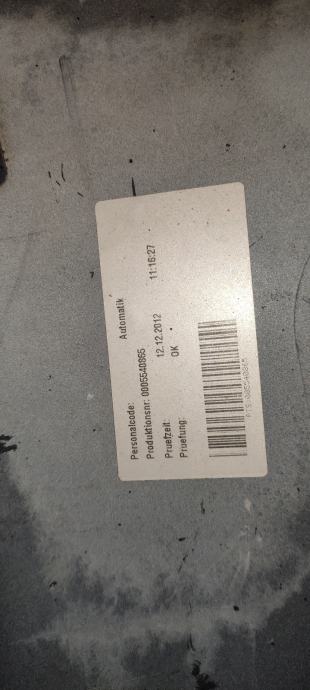 Personalcode: Automatik
Produktionsnr: 0005540865
Pruefzeit: 12.12.2012 11:16:27
Pruefung: OK